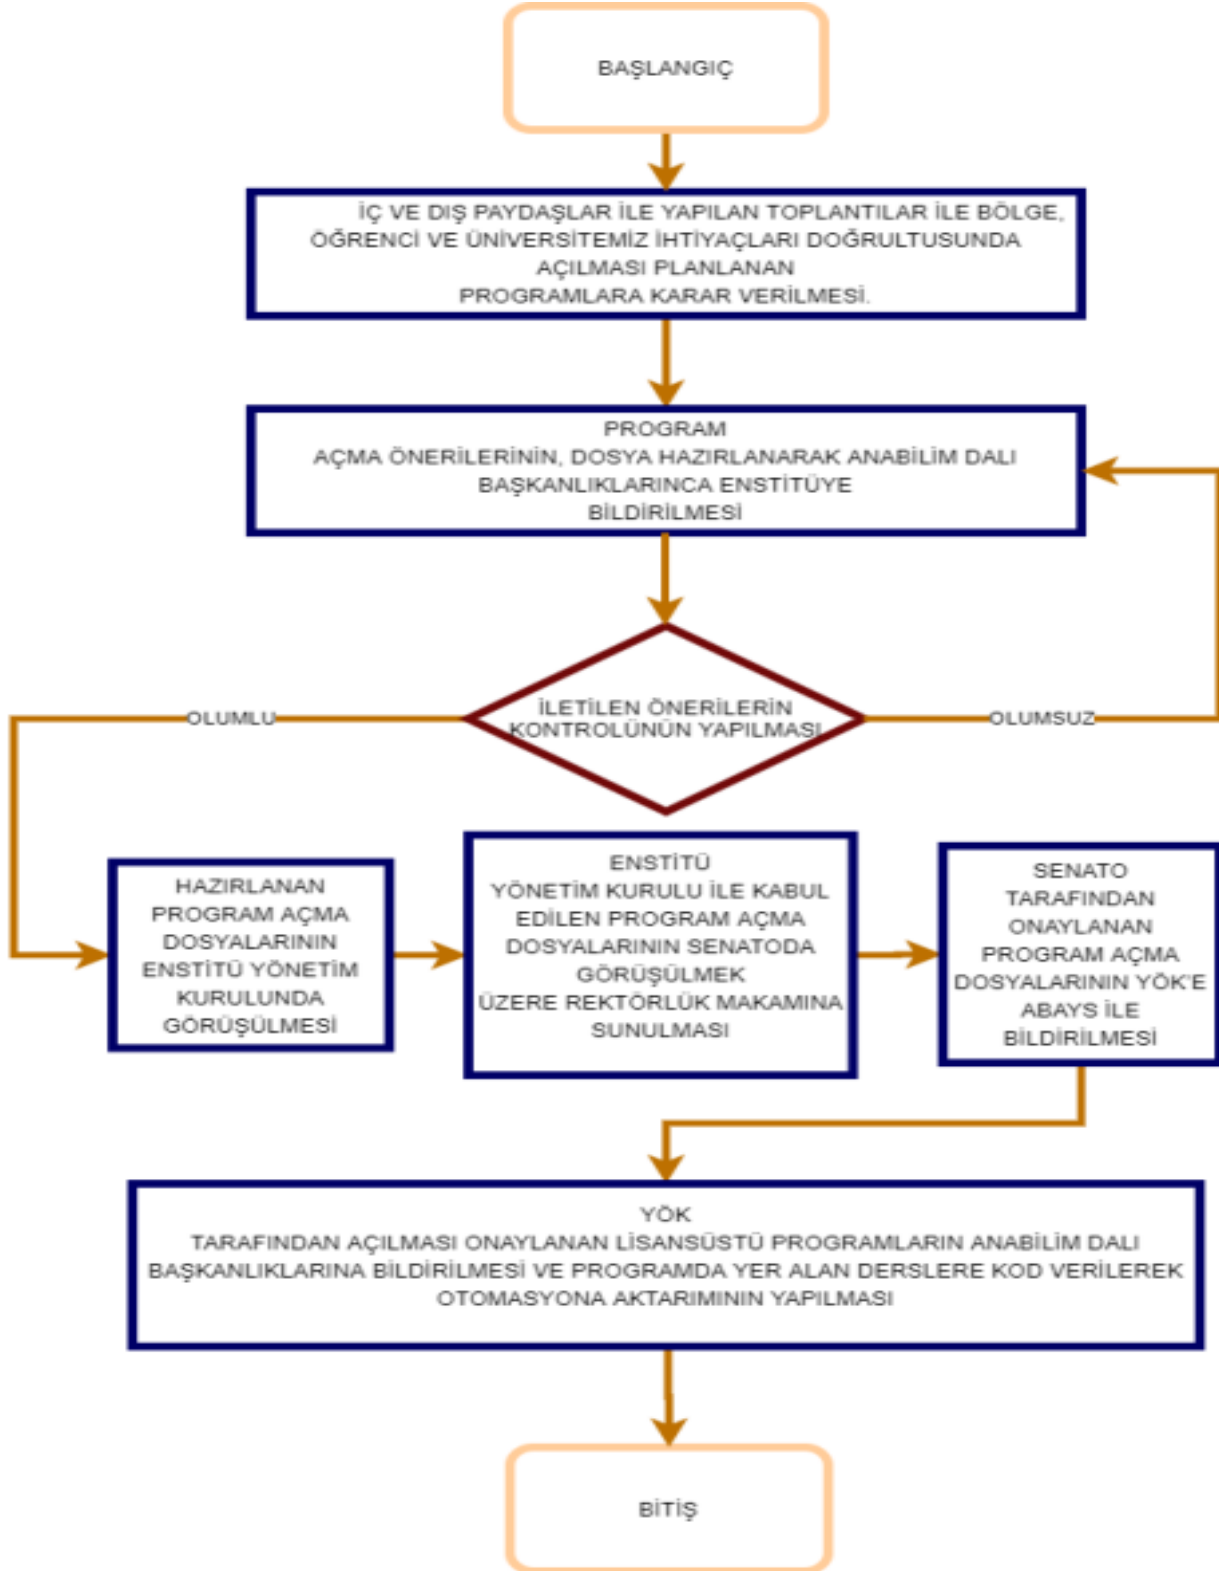 BAŞLANGIÇ
İÇ VE DIŞ PAYDAŞLAR İLE YAPILAN TOPLANTILAR İLE BÖLGE,
ÖĞRENCİ VE ÜNİVERSİTEMİZ İHTİYAÇLARI DOĞRULTUSUNDA
AÇILMASI PLANLANAN
PROGRAMLARA KARAR VERİLMESİ.
PROGRAM
AÇMA ÖNERİLERİNİN, DOSYA HAZIRLANARAK ANABİLİM DALI
BAŞKANLIKLARINCA ENSTİTÜYE
BİLDİRİLMESİ
İLETİLEN ÖNERİLERİN
KONTROLÜNÜN YAPILMASI
OLUMLU
OLUMSUZ
HAZIRLANAN
PROGRAM AÇMA
DOSYALARININ
ENSTİTÜ YÖNETİM
KURULUNDA
GÖRÜŞÜLMESİ
ENSTİTÜ
YÖNETİM KURULU İLE KABUL
EDİLEN PROGRAM AÇMA
DOSYALARININ SENATODA
GÖRÜŞÜLMEK
ÜZERE REKTÖRLÜK MAKAMINA
SUNULMASI
SENATO
TARAFINDAN
ONAYLANAN
PROGRAM AÇMA
DOSYALARININ YÖK'E
ABAYS İLE
BİLDİRİLMESİ
YÖK
TARAFINDAN AÇILMASI ONAYLANAN LİSANSÜSTÜ PROGRAMLARIN ANABİLİM DALI
BAŞKANLIKLARINA BİLDİRİLMESİ VE PROGRAMDA YER ALAN DERSLERE KOD VERİLEREK
OTOMASYONA AKTARIMININ YAPILMASI
BİTİŞ